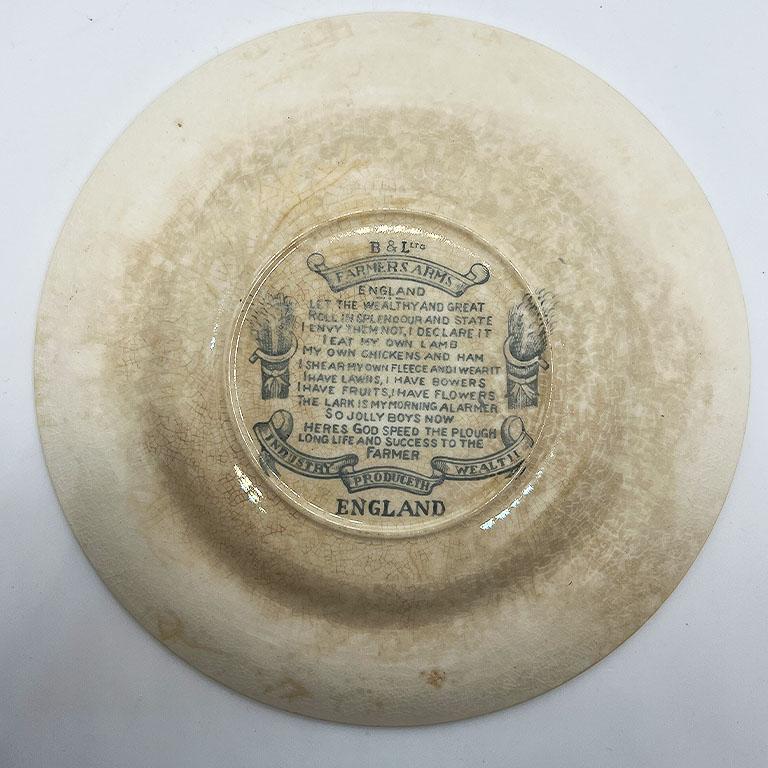 B & L LTD
FARMERS ARMS
ENGLAND
LET THE WEALTHY AND GREAT
ROLL IN SPLENDOUR AND STATE
I ENVY THEM NOT, I DECLARE IT
I EAT MY OWN LAMB
MY OWN CHICKENS AND HAM
I SHEAR MY OWN FLEECE AND I WEAR IT
I HAVE LAWNS, I HAVE BOWERS
I HAVE FRUITS, I HAVE FLOWERS
THE LARK IS MY MORNING ALARMER
SO JOLLY BOYS NOW
HERES GOD SPEED THE PLOUGH
LONG LIFE AND SUCCESS TO THE
FARMER
INDUSTRY PRODUCETH WEALTH
ENGLAND